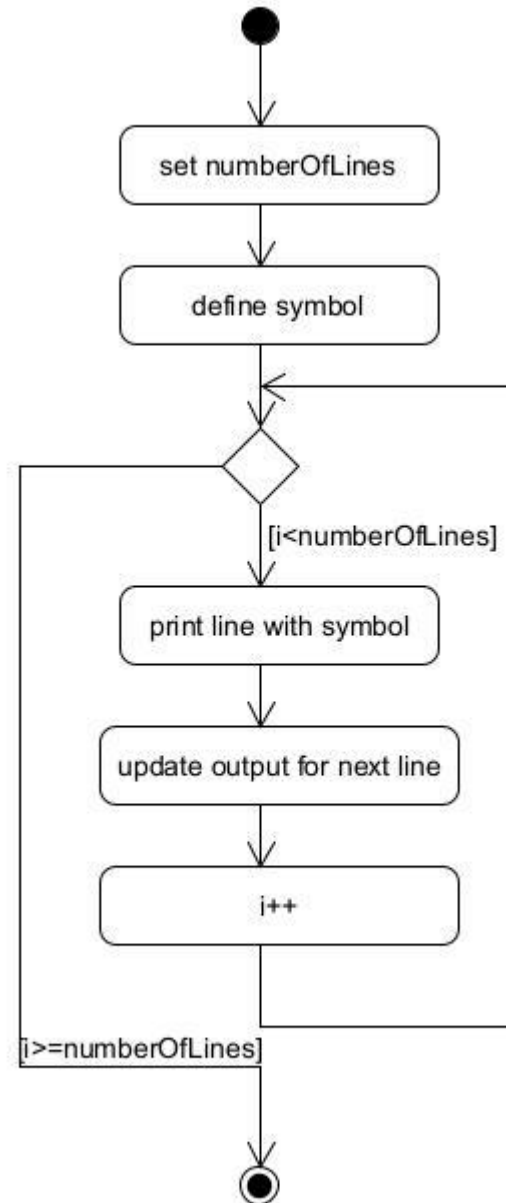 set numberOfLines
define symbol
[i<numberOfLines]
print line with symbol
update output for next line
i++
[i>=numberOfLines]